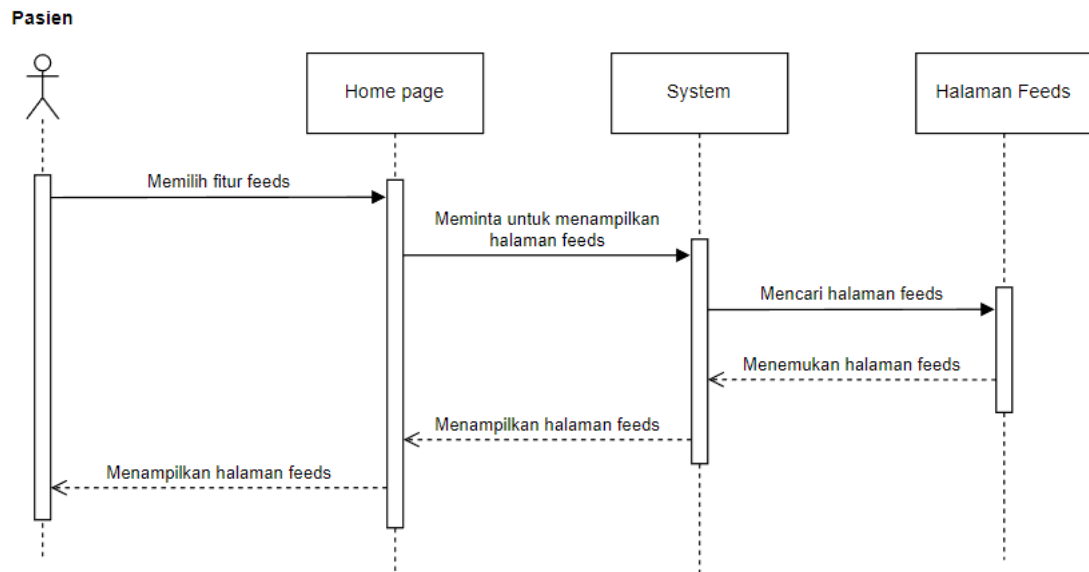 Pasien
Home page
System
Halaman Feeds
Memilih fitur feeds
Meminta untuk menampilkan
halaman feeds
Mencari halaman feeds
Menemukan halaman feeds
Menampilkan halaman feeds
Menampilkan halaman feeds